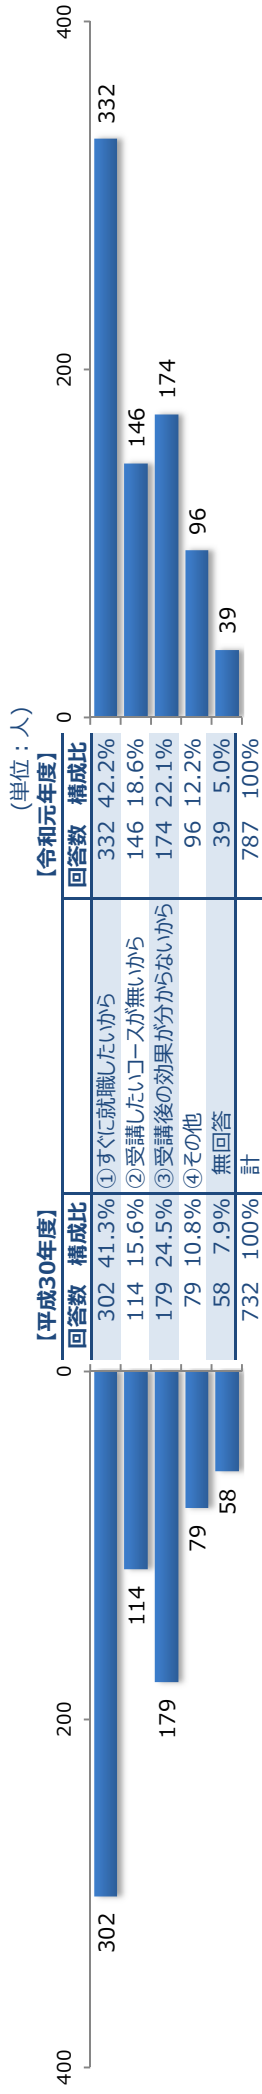 (単位：人)
【平成30年度】 【令和元年度】
回答数 構成比 回答数 構成比
302 302 41.3% ①すぐに就職したいから 332 42.2% 332
114 114 15.6% ②受講したいコースが無いから 146 18.6% 146
179 179 24.5% ③受講後の効果が分からないから 174 22.1% 174
79 79 10.8% ④その他 96 12.2% 96
58 58 7.9% 無回答 39 5.0% 39
732 100% 計 787 100%
400 200 0 0 200 400